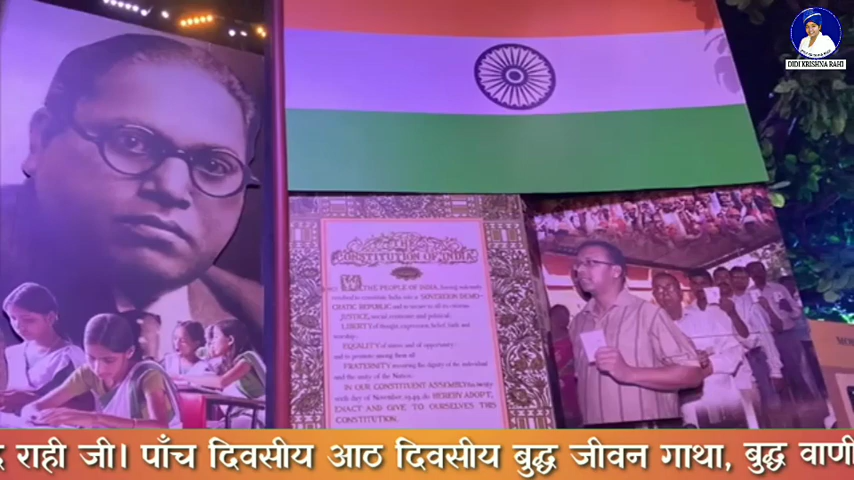 DIDI KRISHNA RAHI
THE
CONSTITUTION OF INDIA
WE, THE PEOPLE OF INDIA, having solemnly
resolved to constitute India into a SOVEREIGN DEMO-
CRATIC REPUBLIC and to secure to all its citizens:
JUSTICE, social, economic and political;
LIBERTY of thought, expression, belief, faith and
worship;
EQUALITY of status and of opportunity;
and to promote among them all
FRATERNITY assuring the dignity of the individual
and the unity of the Nation;
IN OUR CONSTITUENT ASSEMBLY this twenty
sixth day of November, 1949, do HEREBY ADOPT,
ENACT AND GIVE TO OURSELVES THIS
CONSTITUTION.
राही जी। पाँच दिवसीय आठ दिवसीय बुद्ध जीवन गाथा, बुद्ध वाणी